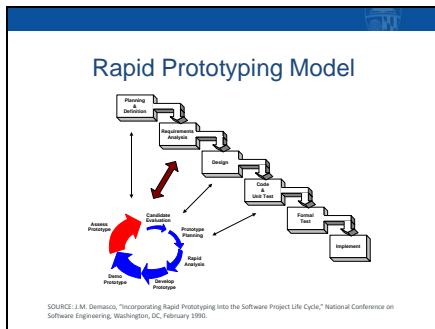 Rapid Prototyping Model
Planning
&
Definition
Requirements
Analysis
Design
Code
&
Unit Test
Formal
Test
Implement
Candidate
Evaluation
Assess
Prototype
Prototype
Planning
Rapid
Analysis
Demo
Prototype
Develop
Prototype
SOURCE: J.M. Demasco, "Incorporating Rapid Prototyping Into the Software Project Life Cycle," National Conference on
Software Engineering, Washington, DC, February 1990.